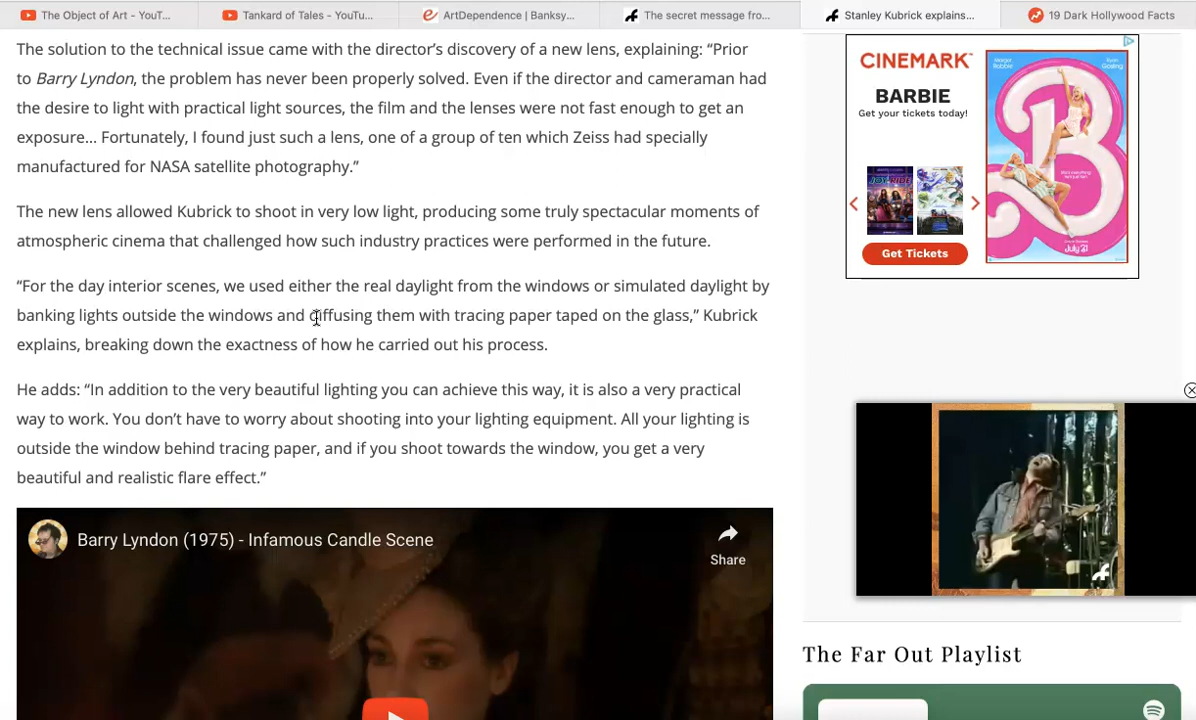 The Object of Art - YouT...
Tankard of Tales - YouTu...
ArtDependence | Banksy...
The secret message fro...
Stanley Kubrick explains...
19 Dark Hollywood Facts
The solution to the technical issue came with the director’s discovery of a new lens, explaining: “Prior
to Barry Lyndon, the problem has never been properly solved. Even if the director and cameraman had
the desire to light with practical light sources, the film and the lenses were not fast enough to get an
exposure... Fortunately, I found just such a lens, one of a group of ten which Zeiss had specially
manufactured for NASA satellite photography.”
The new lens allowed Kubrick to shoot in very low light, producing some truly spectacular moments of
atmospheric cinema that challenged how such industry practices were performed in the future.
“For the day interior scenes, we used either the real daylight from the windows or simulated daylight by
banking lights outside the windows and diffusing them with tracing paper taped on the glass,” Kubrick
explains, breaking down the exactness of how he carried out his process.
He adds: “In addition to the very beautiful lighting you can achieve this way, it is also a very practical
way to work. You don’t have to worry about shooting into your lighting equipment. All your lighting is
outside the window behind tracing paper, and if you shoot towards the window, you get a very
beautiful and realistic flare effect.”
Barry Lyndon (1975) - Infamous Candle Scene
Share
CINEMARK
BARBIE
Get your tickets today!
Get Tickets
Margot Robbie
Ryan Gosling
B
July 21
The Far Out Playlist